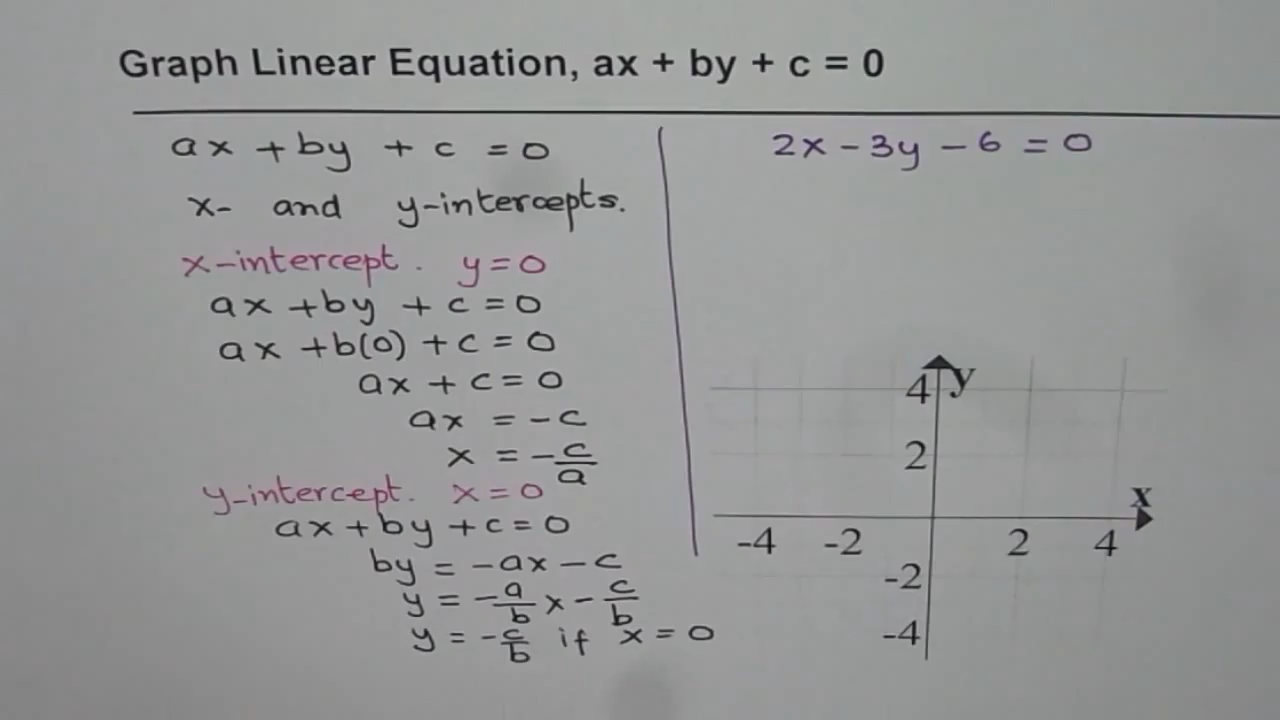 Graph Linear Equation, ax + by + c = 0
ax + by + c = 0
x- and y-intercepts.
x-intercept. y = 0
ax + by + c = 0
ax + b(0) + c = 0
ax + c = 0
ax = -c
x = -c/a
y-intercept. x = 0
ax + by + c = 0
by = -ax - c
y = -a/b x - c/b
y = -c/b if x = 0
2x - 3y - 6 = 0
4 y
2
x
-4 -2 2 4
-2
-4